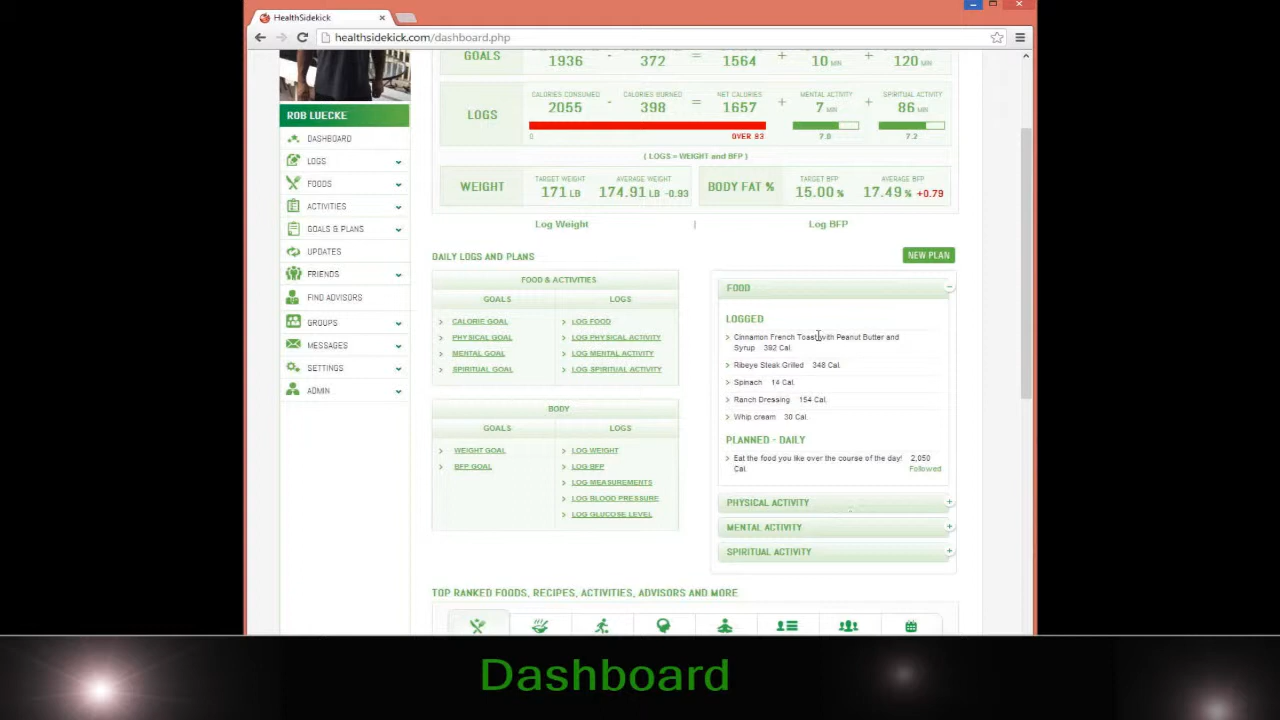 HealthSidekick
healthsidekick.com/dashboard.php
GOALS 1936 - 372 = 1564 + 10 MIN + 120 MIN
CALORIES CONSUMED CALORIES BURNED NET CALORIES MENTAL ACTIVITY SPIRITUAL ACTIVITY
LOGS 2055 - 398 = 1657 + 7 MIN + 86 MIN
0 OVER 93 7.0 7.2
( LOGS = WEIGHT and BFP )
TARGET WEIGHT AVERAGE WEIGHT TARGET BFP AVERAGE BFP
WEIGHT 171 LB 174.91 LB -0.93 BODY FAT % 15.00 % 17.49 % +0.79
Log Weight | Log BFP
ROB LUECKE
DASHBOARD
LOGS
FOODS
ACTIVITIES
GOALS & PLANS
UPDATES
FRIENDS
FIND ADVISORS
GROUPS
MESSAGES
SETTINGS
ADMIN
DAILY LOGS AND PLANS
NEW PLAN
FOOD & ACTIVITIES
GOALS LOGS
CALORIE GOAL LOG FOOD
PHYSICAL GOAL LOG PHYSICAL ACTIVITY
MENTAL GOAL LOG MENTAL ACTIVITY
SPIRITUAL GOAL LOG SPIRITUAL ACTIVITY
BODY
GOALS LOGS
WEIGHT GOAL LOG WEIGHT
BFP GOAL LOG BFP
LOG MEASUREMENTS
LOG BLOOD PRESSURE
LOG GLUCOSE LEVEL
FOOD
LOGGED
Cinnamon French Toast with Peanut Butter and
Syrup 392 Cal.
Ribeye Steak Grilled 348 Cal.
Spinach 14 Cal.
Ranch Dressing 154 Cal.
Whip cream 30 Cal.
PLANNED - DAILY
Eat the food you like over the course of the day! 2,050
Cal. Followed
PHYSICAL ACTIVITY
MENTAL ACTIVITY
SPIRITUAL ACTIVITY
TOP RANKED FOODS, RECIPES, ACTIVITIES, ADVISORS AND MORE
Dashboard